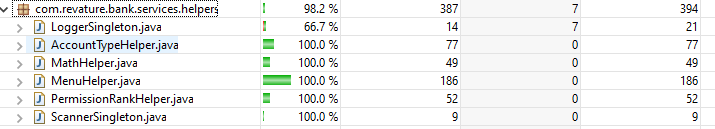 com.revature.bank.services.helpers 98.2 % 387 7 394
LoggerSingleton.java 66.7 % 14 7 21
AccountTypeHelper.java 100.0 % 77 0 77
MathHelper.java 100.0 % 49 0 49
MenuHelper.java 100.0 % 186 0 186
PermissionRankHelper.java 100.0 % 52 0 52
ScannerSingleton.java 100.0 % 9 0 9